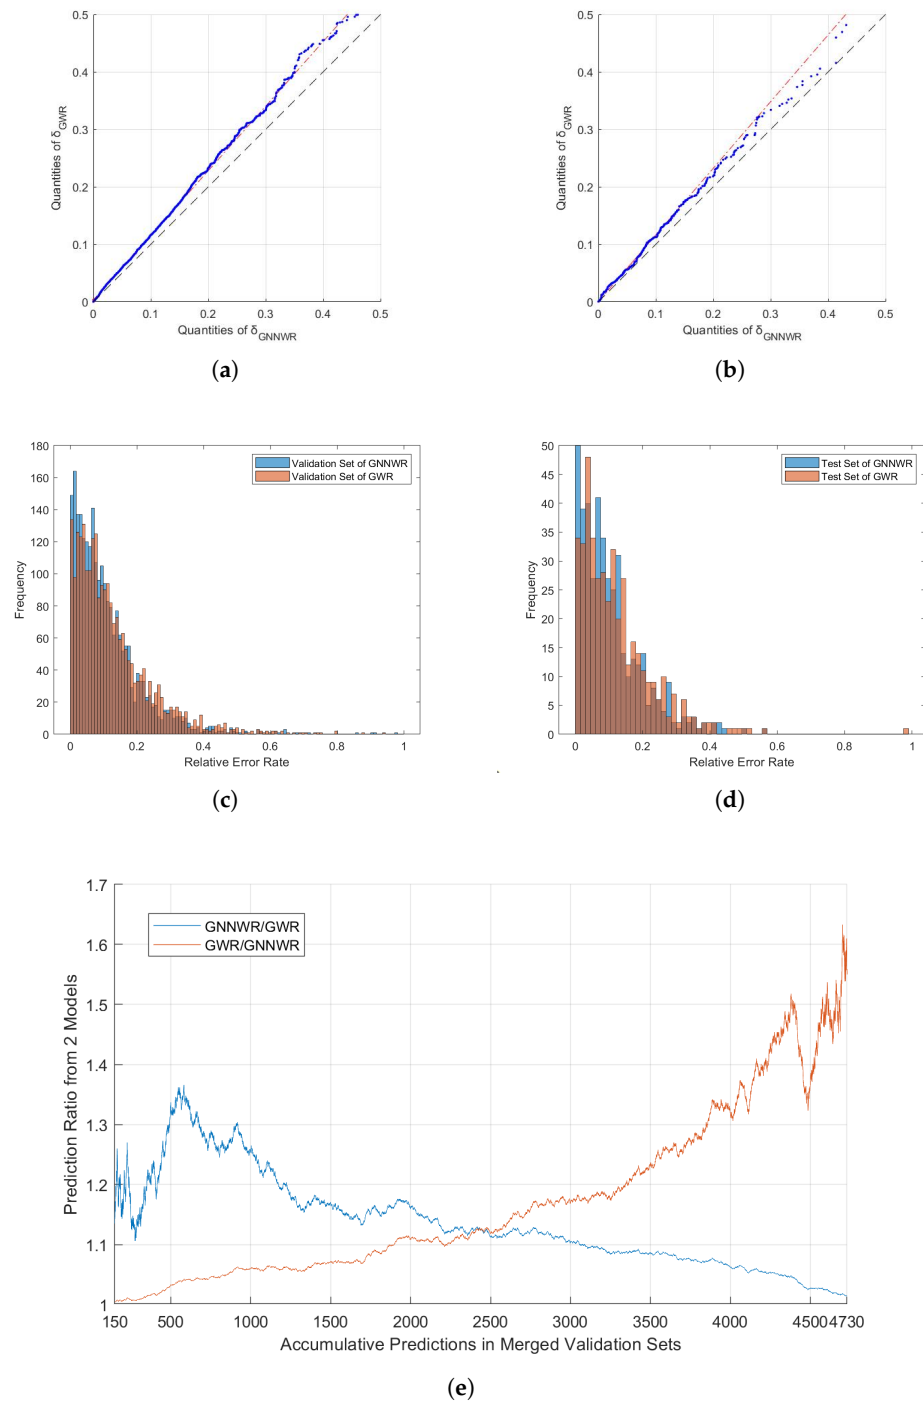 0.5
0.4
0.3
0.2
0.1
0
Quantities of δGWR
0 0.1 0.2 0.3 0.4 0.5
Quantities of δGNNWR
(a)
0.5
0.4
0.3
0.2
0.1
0
Quantities of δGWR
0 0.1 0.2 0.3 0.4 0.5
Quantities of δGNNWR
(b)
180
160
140
120
100
80
60
40
20
0
Frequency
Validation Set of GNNWR
Validation Set of GWR
0 0.2 0.4 0.6 0.8 1
Relative Error Rate
(c)
50
45
40
35
30
25
20
15
10
5
0
Frequency
Test Set of GNNWR
Test Set of GWR
0 0.2 0.4 0.6 0.8 1
Relative Error Rate
(d)
.
1.7
1.6
1.5
1.4
1.3
1.2
1.1
1
Prediction Ratio from 2 Models
GNNWR/GWR
GWR/GNNWR
150 500 1000 1500 2000 2500 3000 3500 4000 4500 4730
Accumulative Predictions in Merged Validation Sets
(e)